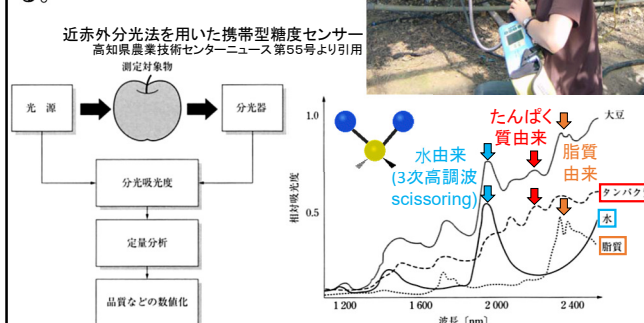 る。
近赤外分光法を用いた携帯型糖度センサー
高知県農業技術センターニュース第55号より引用
測定対象物
光 源
分光器
分光吸光度
定量分析
品質などの数値化
相対吸光度
1.0
0.5
水由来
(3次高調波
scissoring)
たんぱく
質由来
脂質
由来
大豆
タンパク
水
脂質
1 200
1 600
2 000
2 400
波長〔nm〕